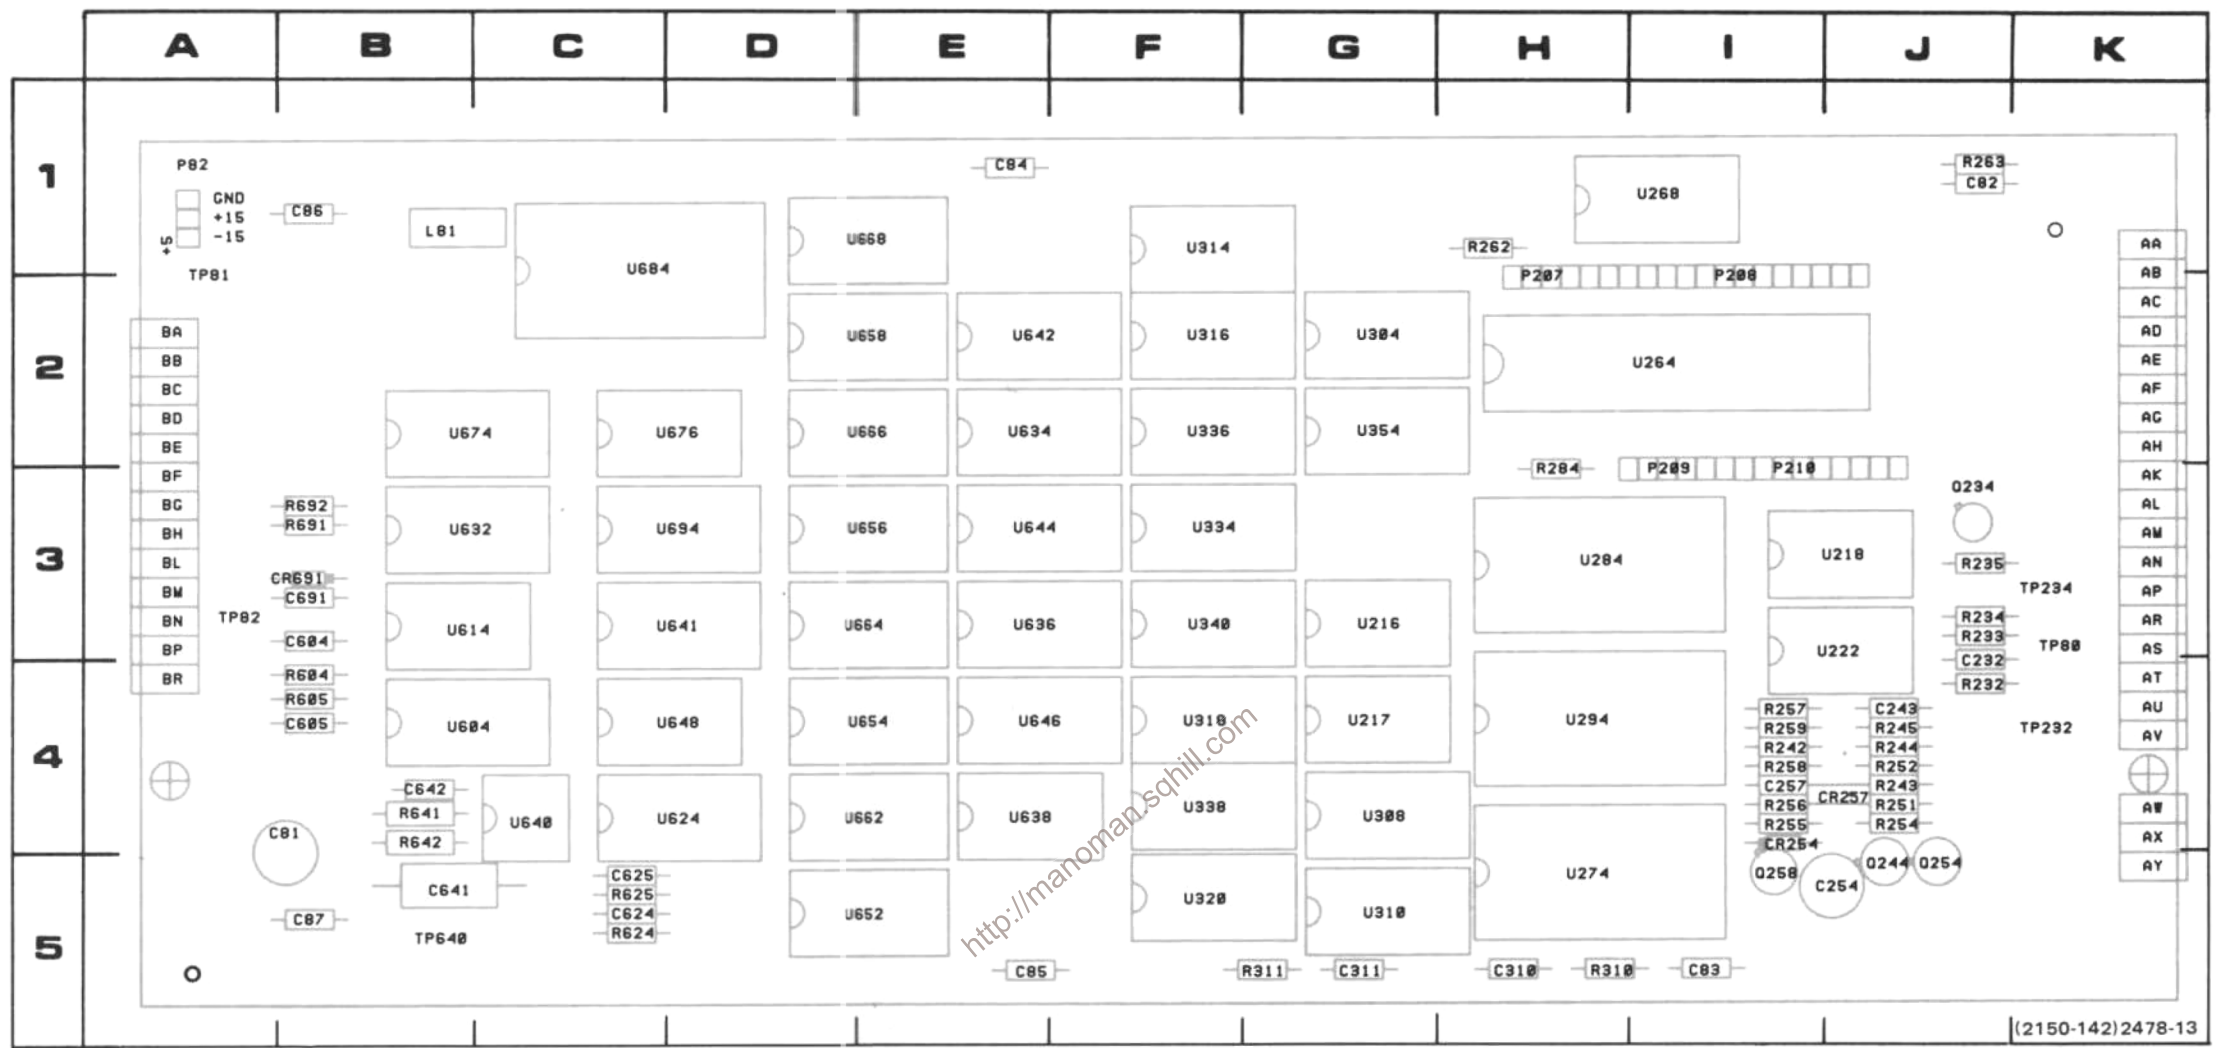 A B C D E F G H I J K
1
P82
GND
+15
-15
+5
TP81
C86
L81
U684
U668
C84
U314
R262
U268
R263
C82
P207 P208
AA
AB
AC
AD
AE
AF
AG
AH
AK
AL
AM
AN
AP
AR
AS
AT
AU
AV
AW
AX
AY
2
BA
BB
BC
BD
BE
BF
BG
BH
BL
BM
BN
BP
BR
U658 U642 U316 U304 U264
U674 U676 U666 U634 U336 U354
R284 P209 P210
3
R692
R691
CR691
C691
TP82
C604
U632 U694 U656 U644 U334 U284 U218
Q234
R235
TP234
U614 U641 U664 U636 U340 U216 U222
R234
R233
C232
R232
TP80
TP232
4
R604
R605
C605
U604 U648 U654 U646 U318 U217 U294
R257
R259
R242
R258
C257
R256
R255
CR254
CR257
C243
R245
R244
R252
R243
R251
R254
C642
R641
R642
C81
U640 U624 U662 U638 U338 U308
Q258 C254 Q244 Q254
5
C641
C87
TP640
C625
R625
C624
R624
U652 U320 U310 U274
C85 R311 C311 C310 R310 C83
http://manoman.sqhill.com
(2150-142)2478-13